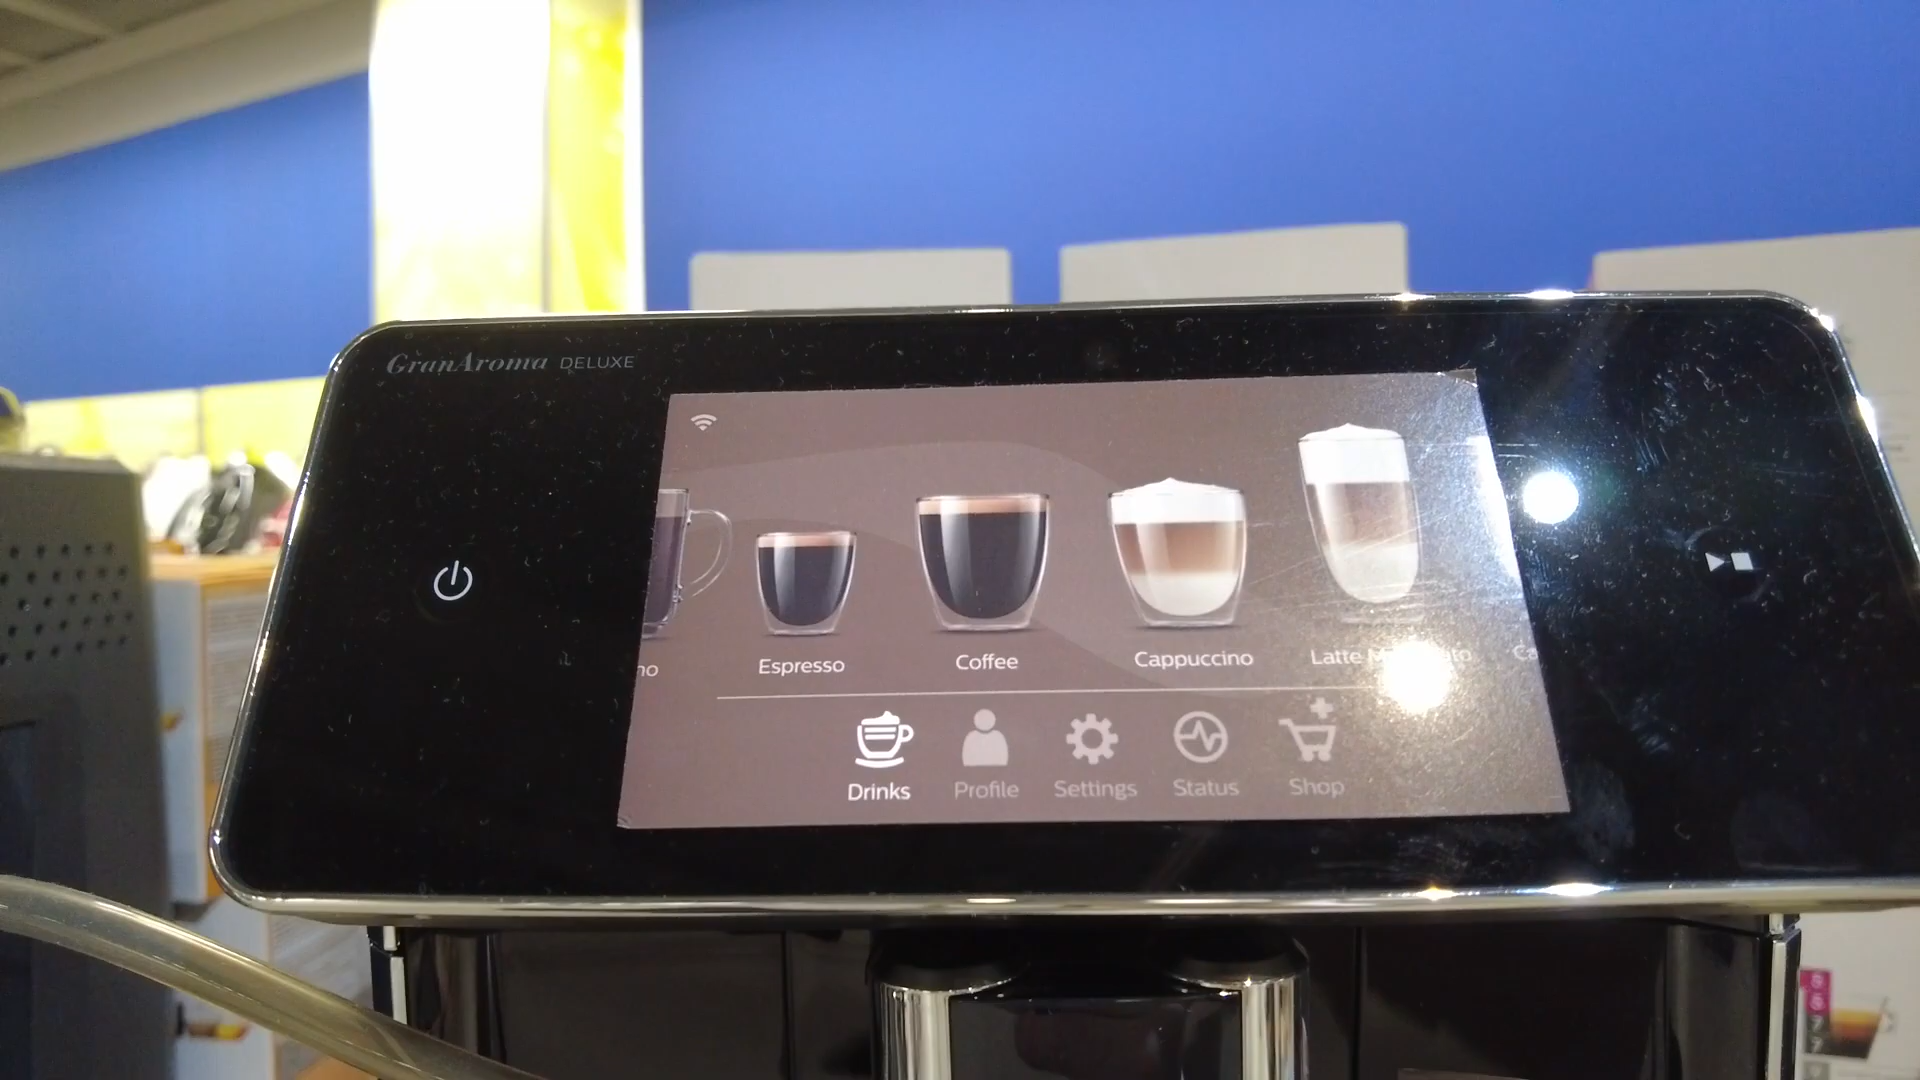 GranAroma DELUXE
no Espresso Coffee Cappuccino Latte Ca
Drinks Profile Settings Status Shop